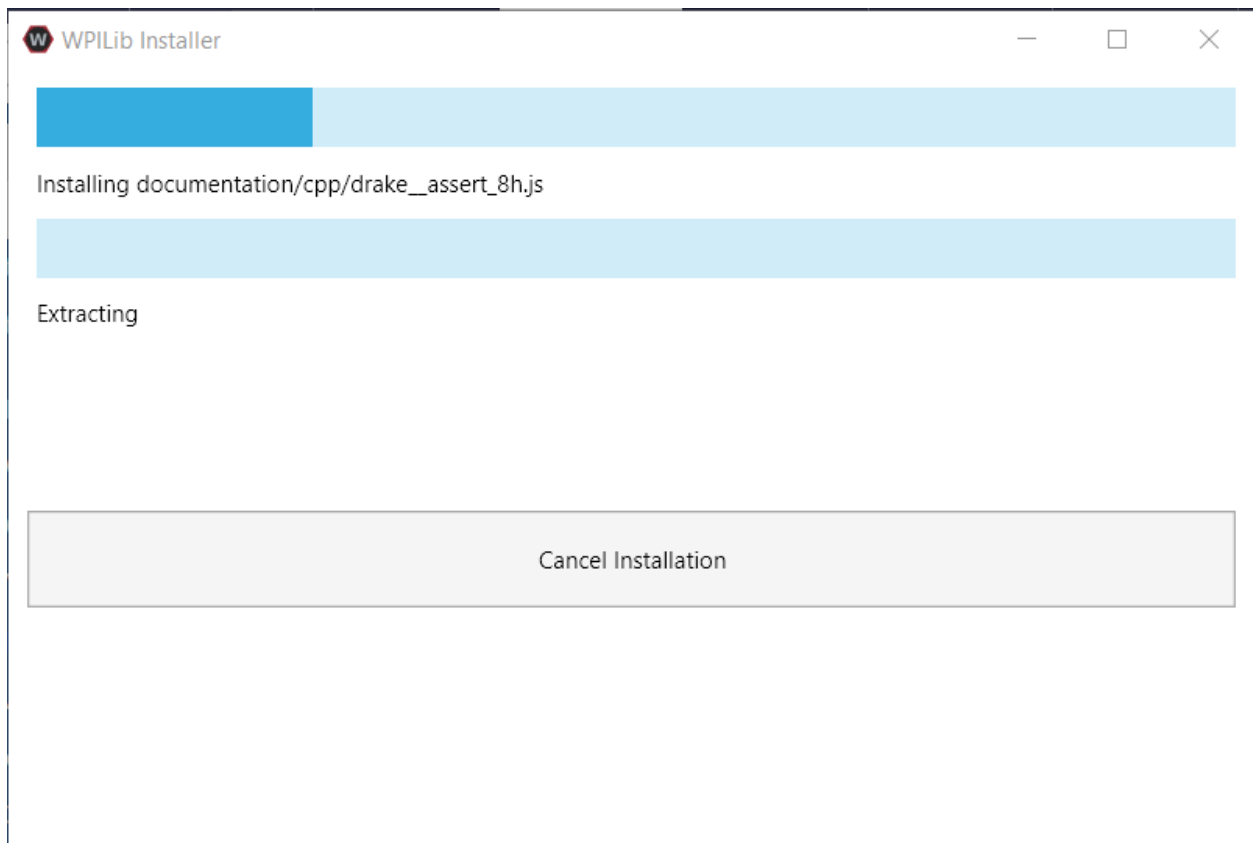 W WPILib Installer
Installing documentation/cpp/drake__assert_8h.js
Extracting
Cancel Installation